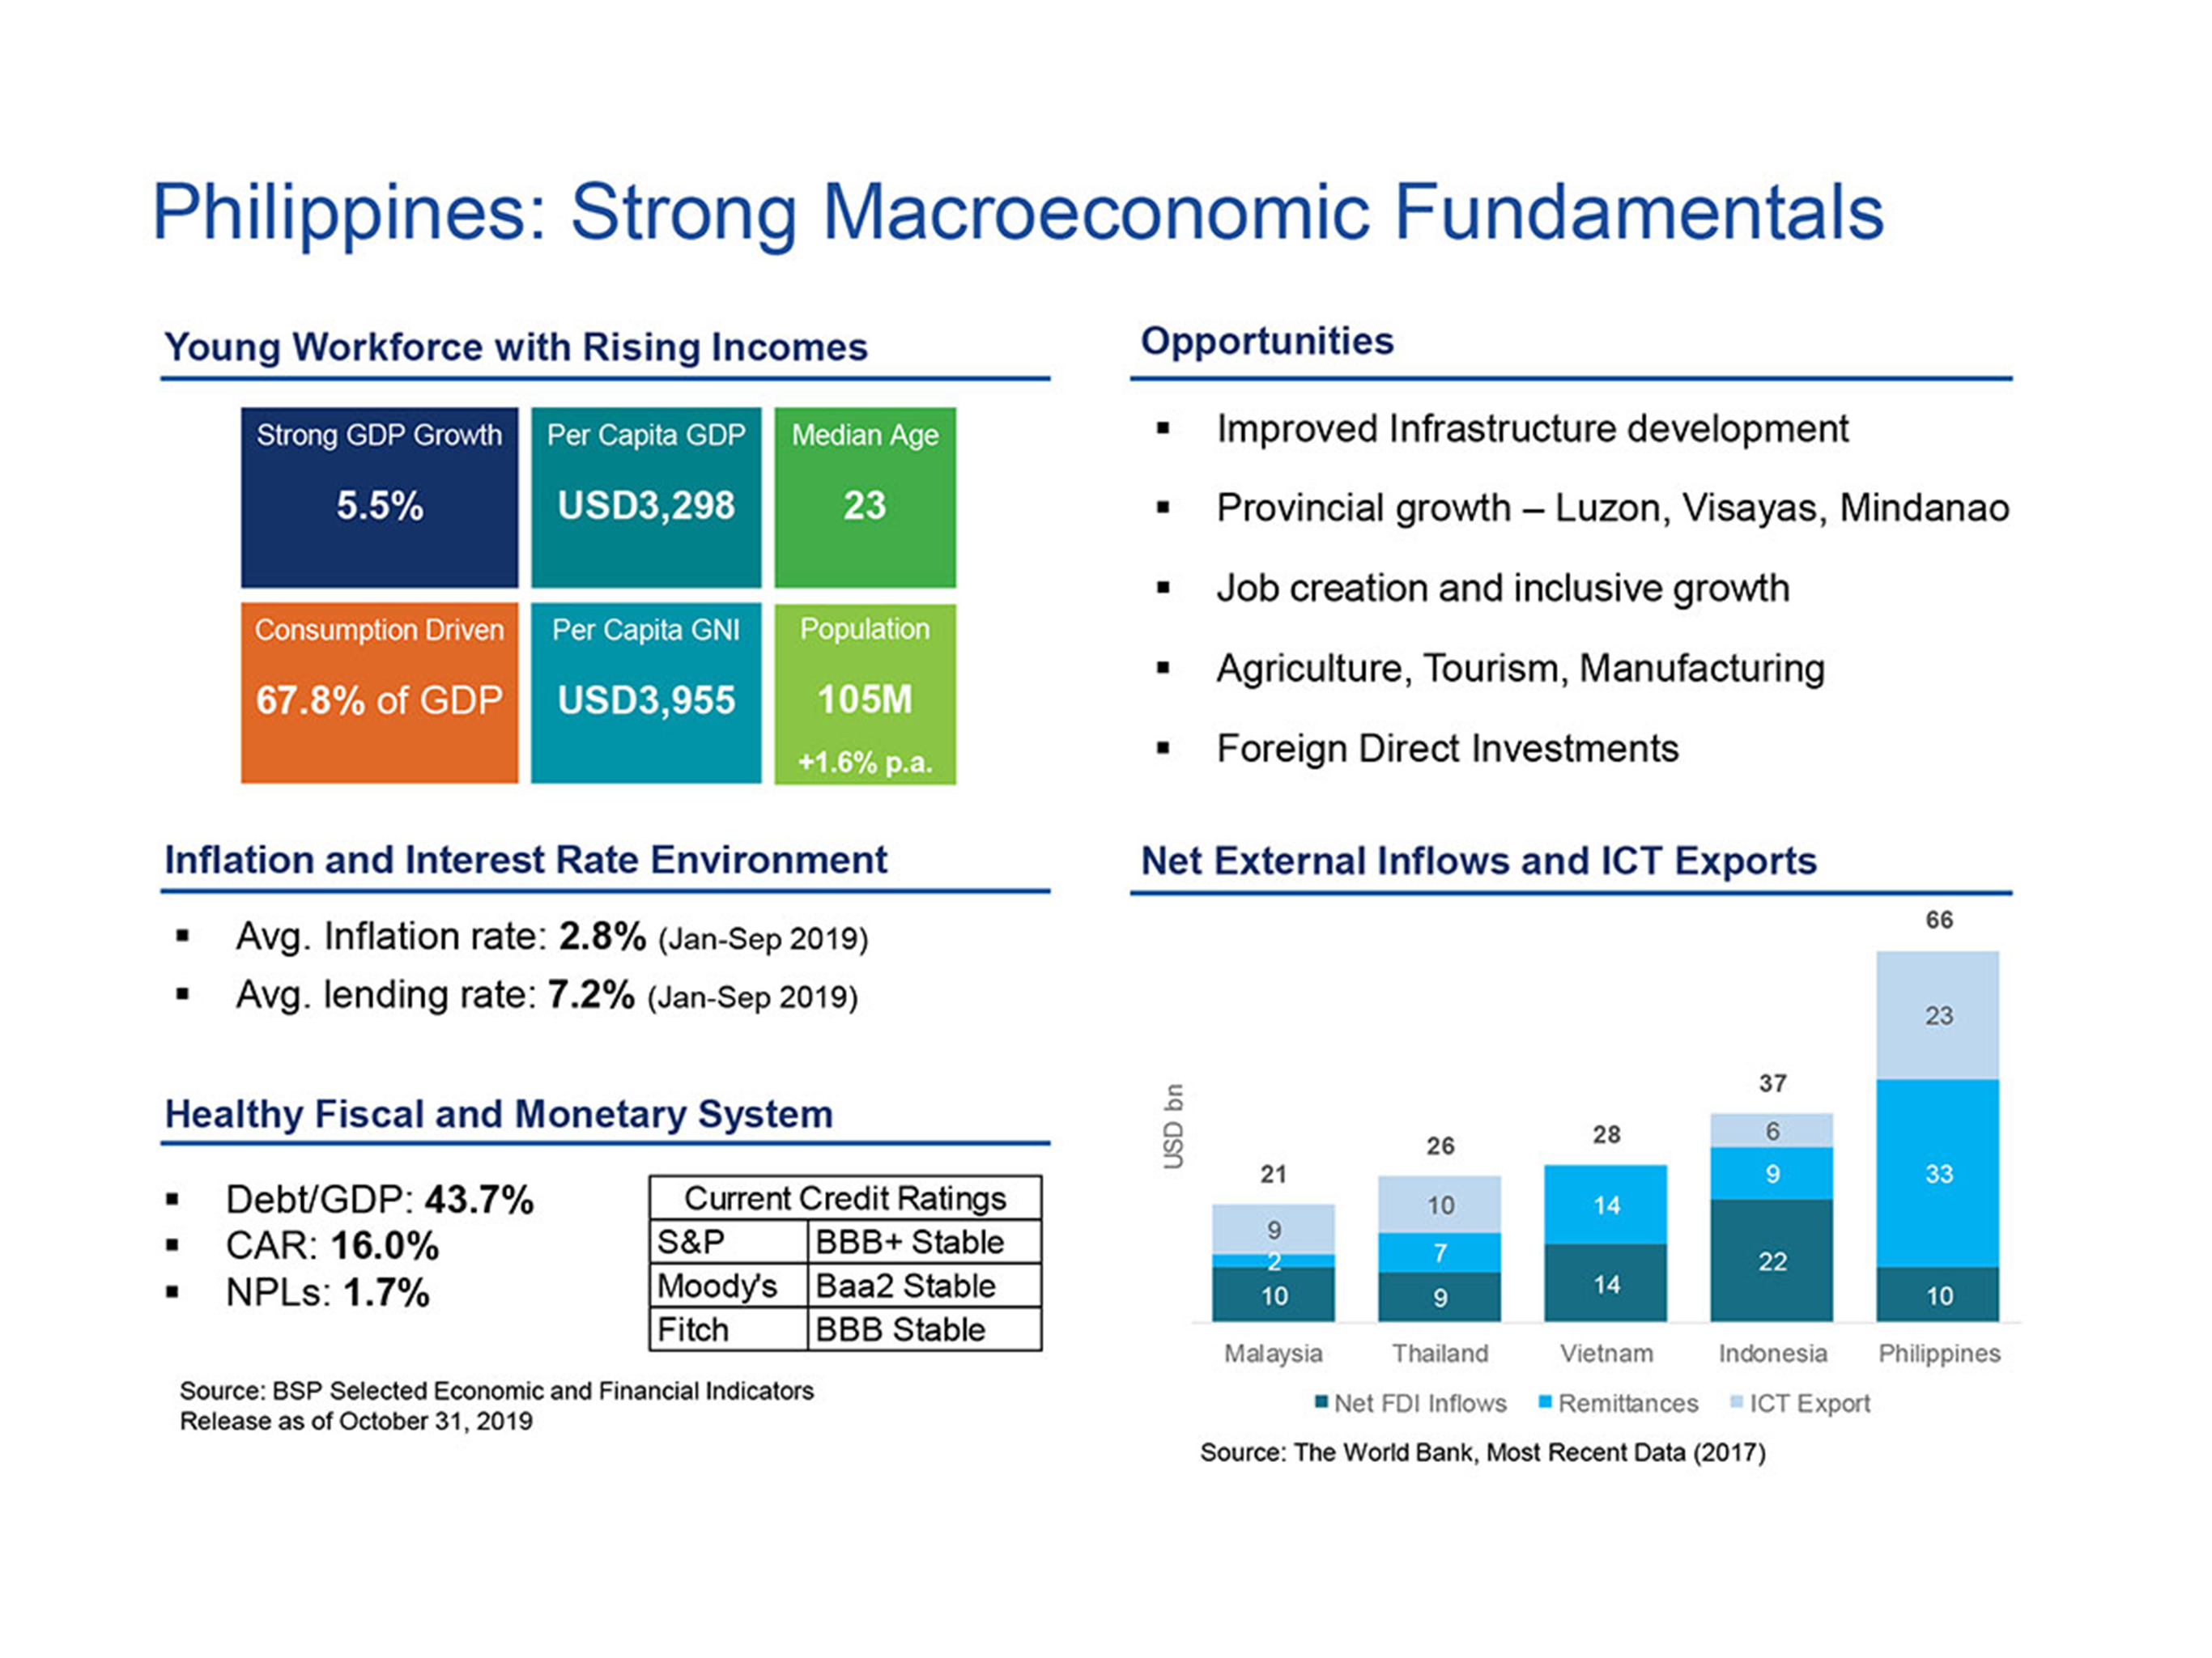 Philippines: Strong Macroeconomic Fundamentals
Young Workforce with Rising Incomes
Strong GDP Growth
5.5%
Per Capita GDP
USD3,298
Median Age
23
Consumption Driven
67.8% of GDP
Per Capita GNI
USD3,955
Population
105M
+1.6% p.a.
Inflation and Interest Rate Environment
▪ Avg. Inflation rate: 2.8% (Jan-Sep 2019)
▪ Avg. lending rate: 7.2% (Jan-Sep 2019)
Healthy Fiscal and Monetary System
▪ Debt/GDP: 43.7%
▪ CAR: 16.0%
▪ NPLs: 1.7%
Current Credit Ratings
S&P BBB+ Stable
Moody's Baa2 Stable
Fitch BBB Stable
Source: BSP Selected Economic and Financial Indicators
Release as of October 31, 2019
Opportunities
▪ Improved Infrastructure development
▪ Provincial growth – Luzon, Visayas, Mindanao
▪ Job creation and inclusive growth
▪ Agriculture, Tourism, Manufacturing
▪ Foreign Direct Investments
Net External Inflows and ICT Exports
USD bn
21
9
2
10
26
10
7
9
28
14
14
37
6
9
22
66
23
33
10
Malaysia Thailand Vietnam Indonesia Philippines
Net FDI Inflows Remittances ICT Export
Source: The World Bank, Most Recent Data (2017)